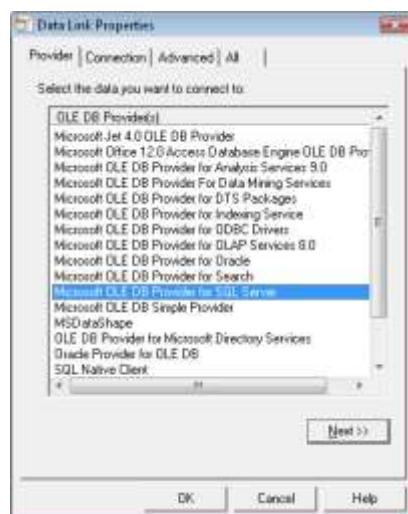 Data Link Properties
Provider Connection Advanced All
Select the data you want to connect to:
OLE DB Provider(s)
Microsoft Jet 4.0 OLE DB Provider
Microsoft Office 12.0 Access Database Engine OLE DB Pro
Microsoft OLE DB Provider for Analysis Services 9.0
Microsoft OLE DB Provider For Data Mining Services
Microsoft OLE DB Provider for DTS Packages
Microsoft OLE DB Provider for Indexing Service
Microsoft OLE DB Provider for ODBC Drivers
Microsoft OLE DB Provider for OLAP Services 8.0
Microsoft OLE DB Provider for Oracle
Microsoft OLE DB Provider for Search
Microsoft OLE DB Provider for SQL Server
Microsoft OLE DB Simple Provider
MSDataShape
OLE DB Provider for Microsoft Directory Services
Oracle Provider for OLE DB
SQL Native Client
Next >>
OK Cancel Help